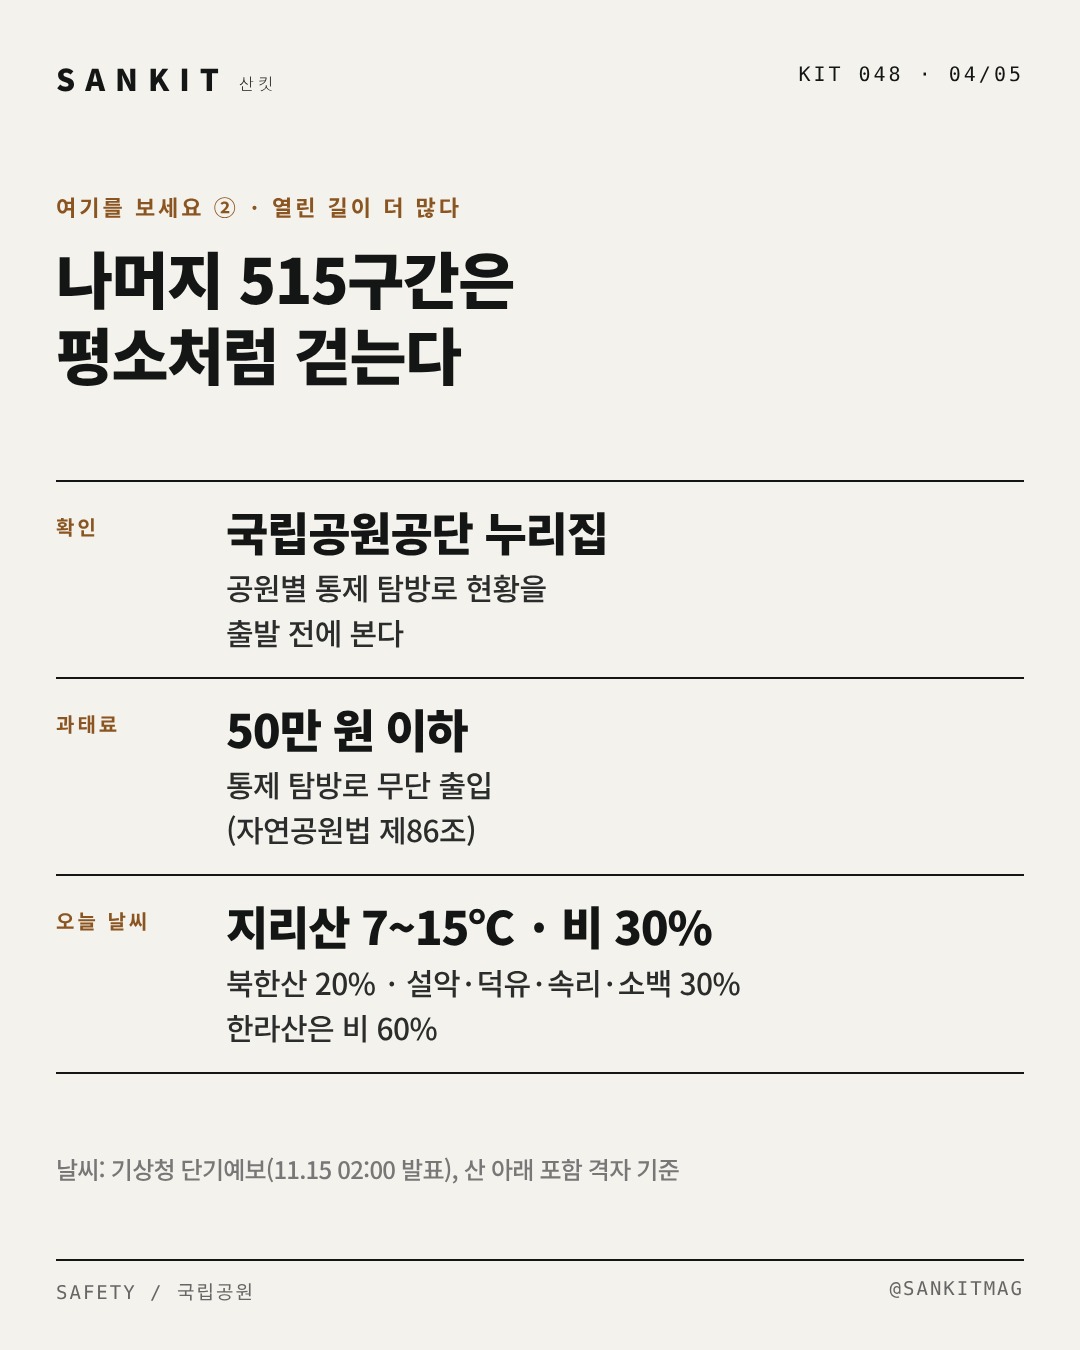 SANKIT 산킷
KIT 048 · 04/05
여기를 보세요 ② · 열린 길이 더 많다
나머지 515구간은
평소처럼 걷는다
확인
국립공원공단 누리집
공원별 통제 탐방로 현황을
출발 전에 본다
과태료
50만 원 이하
통제 탐방로 무단 출입
(자연공원법 제86조)
오늘 날씨
지리산 7~15℃ · 비 30%
북한산 20% · 설악·덕유·속리·소백 30%
한라산은 비 60%
날씨: 기상청 단기예보(11.15 02:00 발표), 산 아래 포함 격자 기준
SAFETY / 국립공원
@SANKITMAG